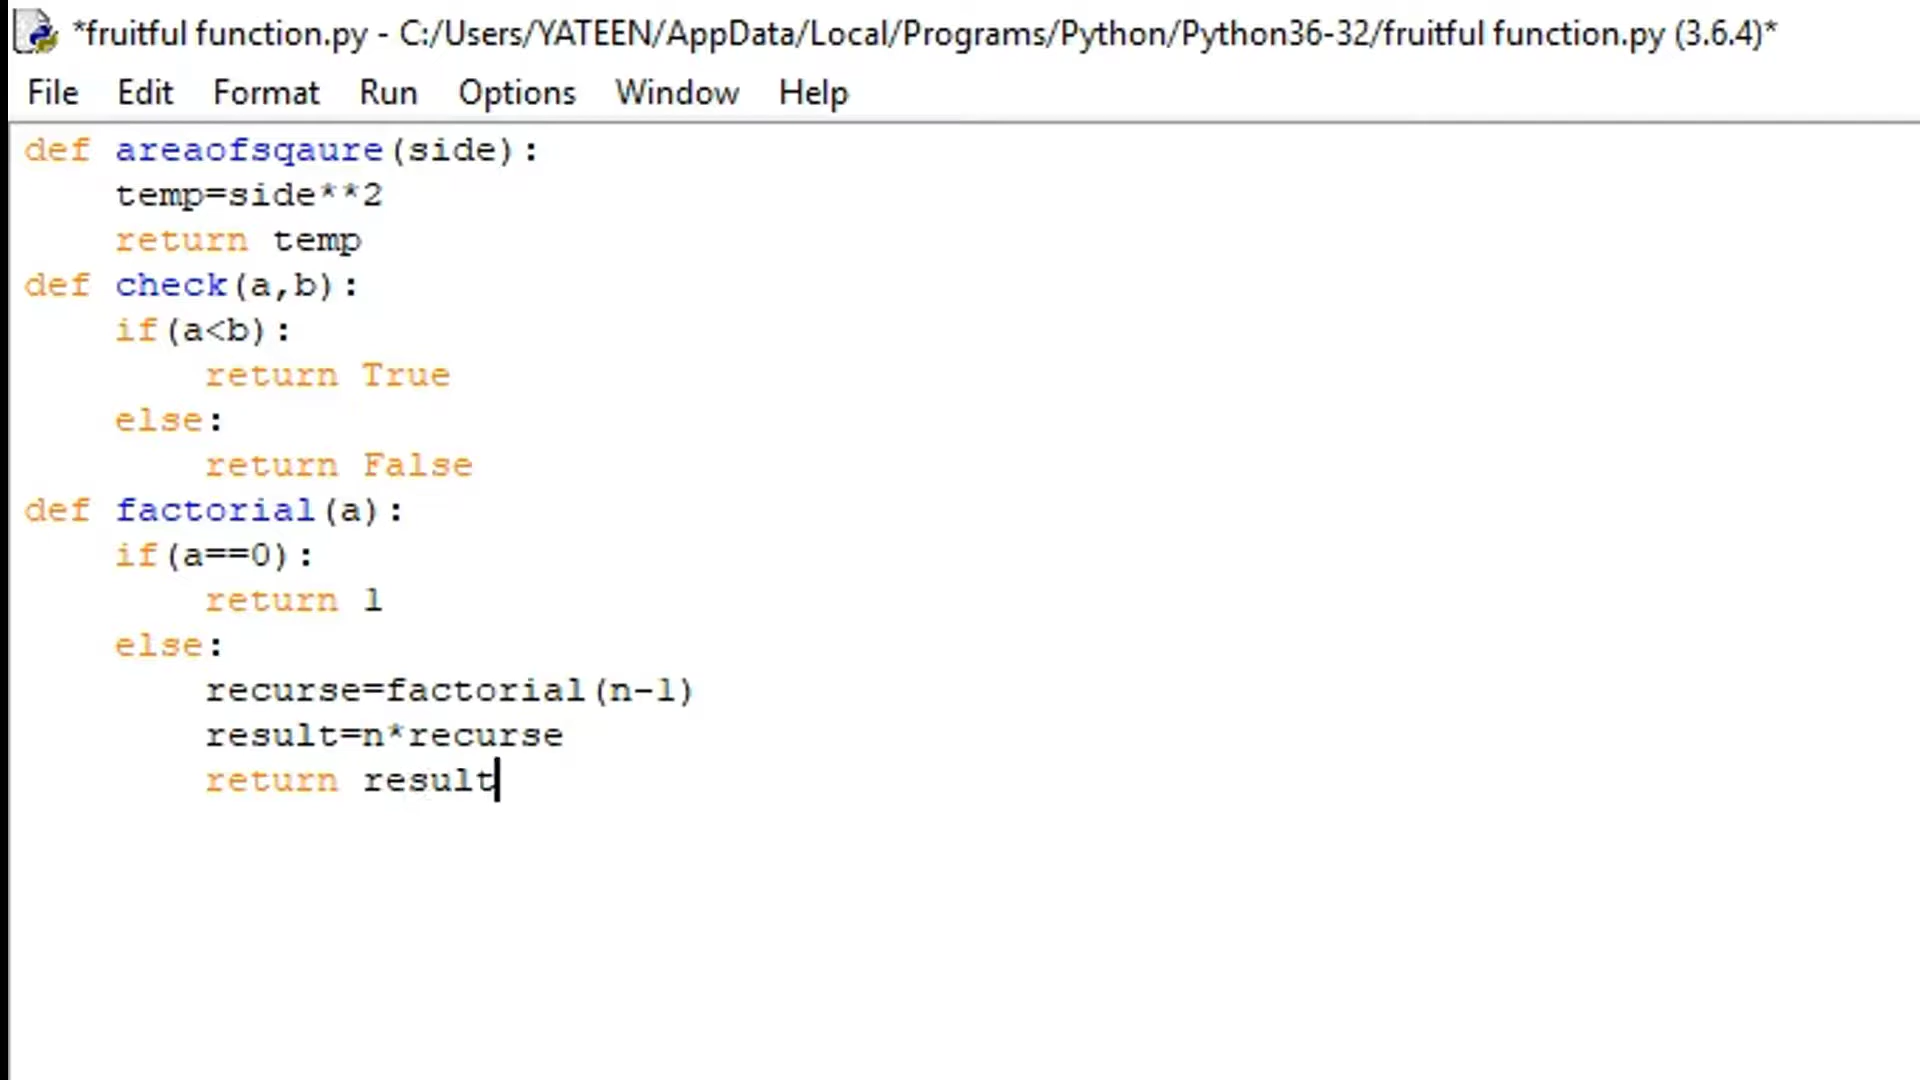 *fruitful function.py - C:/Users/YATEEN/AppData/Local/Programs/Python/Python36-32/fruitful function.py (3.6.4)*
File Edit Format Run Options Window Help
def areaofsqaure(side):
    temp=side**2
    return temp
def check(a,b):
    if(a<b):
        return True
    else:
        return False
def factorial(a):
    if(a==0):
        return 1
    else:
        recurse=factorial(n-1)
        result=n*recurse
        return result